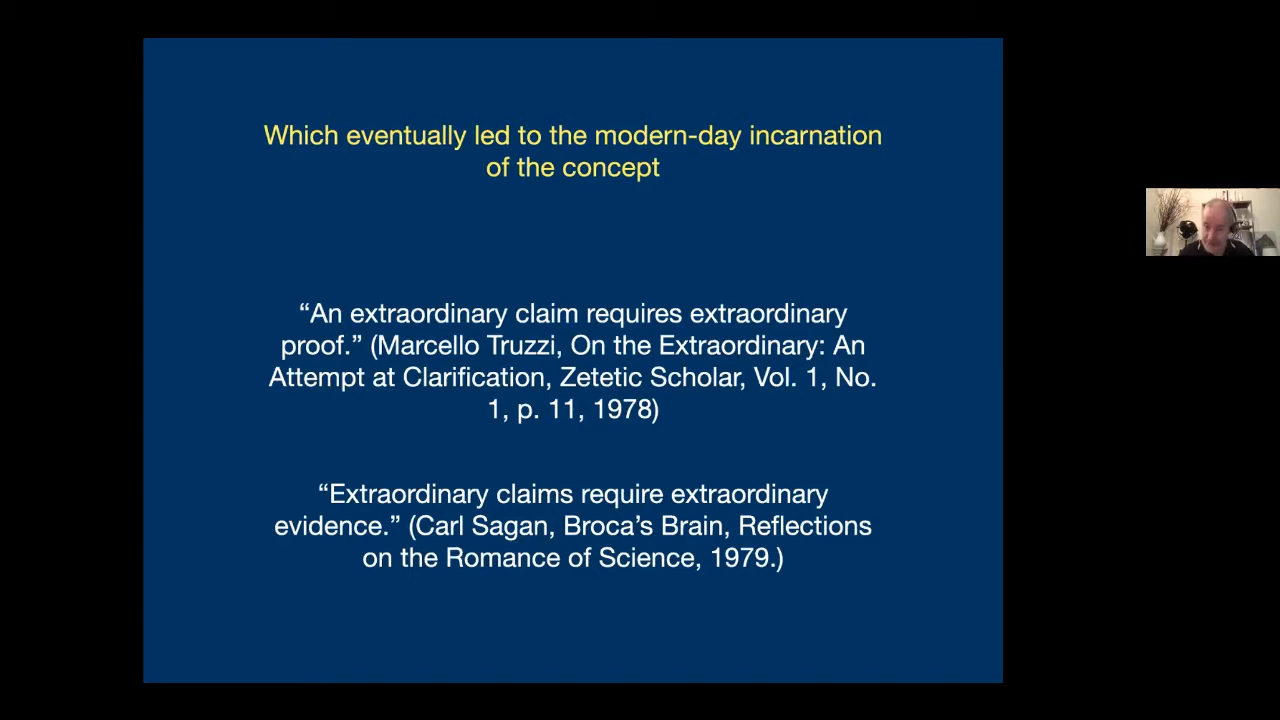 Which eventually led to the modern-day incarnation
of the concept
“An extraordinary claim requires extraordinary
proof.” (Marcello Truzzi, On the Extraordinary: An
Attempt at Clarification, Zetetic Scholar, Vol. 1, No.
1, p. 11, 1978)
“Extraordinary claims require extraordinary
evidence.” (Carl Sagan, Broca’s Brain, Reflections
on the Romance of Science, 1979.)